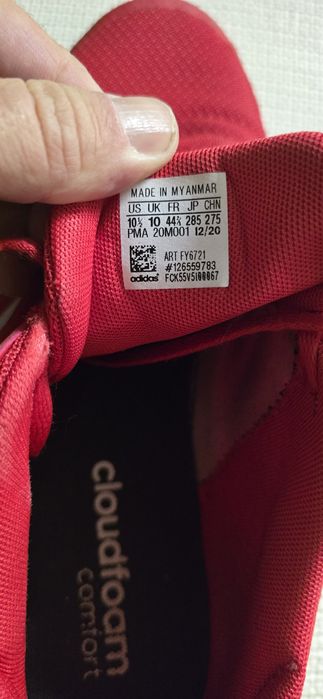 MADE IN MYANMAR
US UK FR JP CHN
10½ 10 44⅔ 285 275
PMA 20M001 12/20
ART FY6721
#126559783
adidas® FCK55V5108067
cloudfoam
comfort